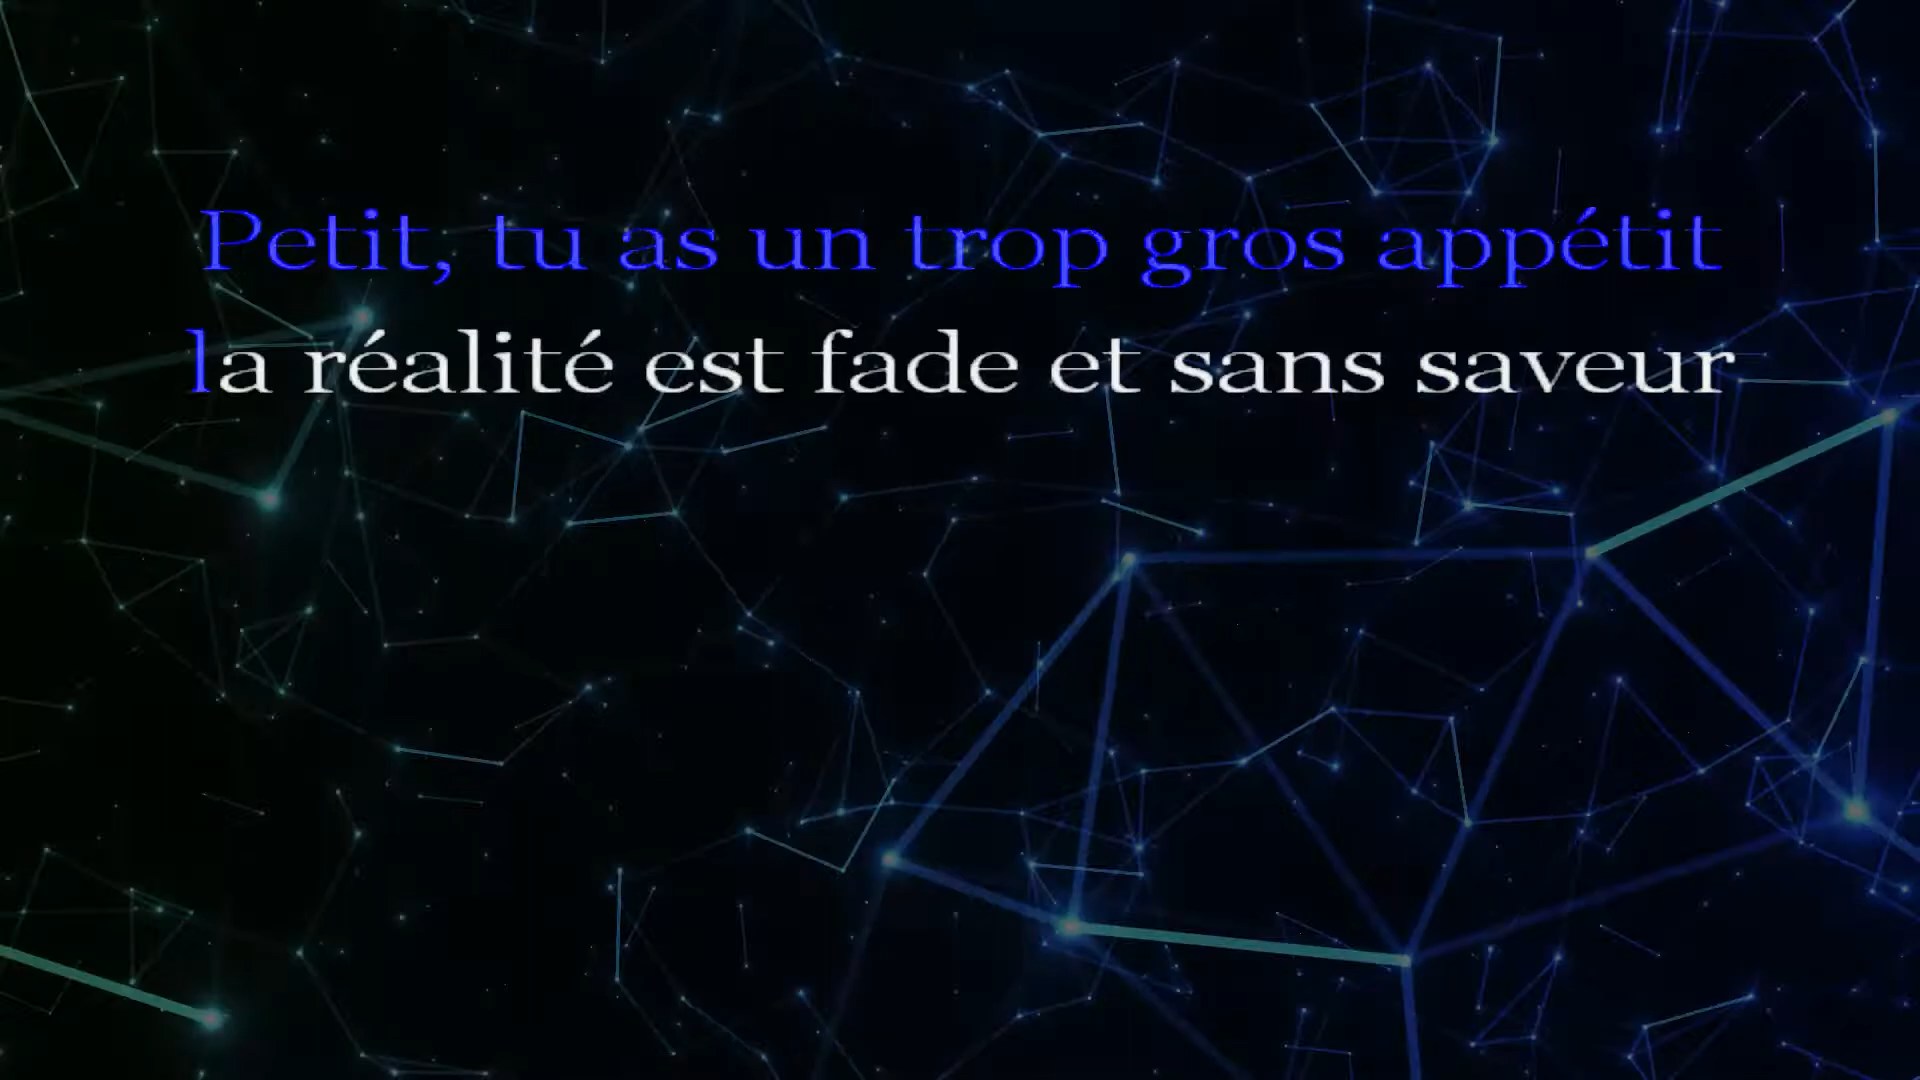 Petit, tu as un trop gros appétit
la réalité est fade et sans saveur